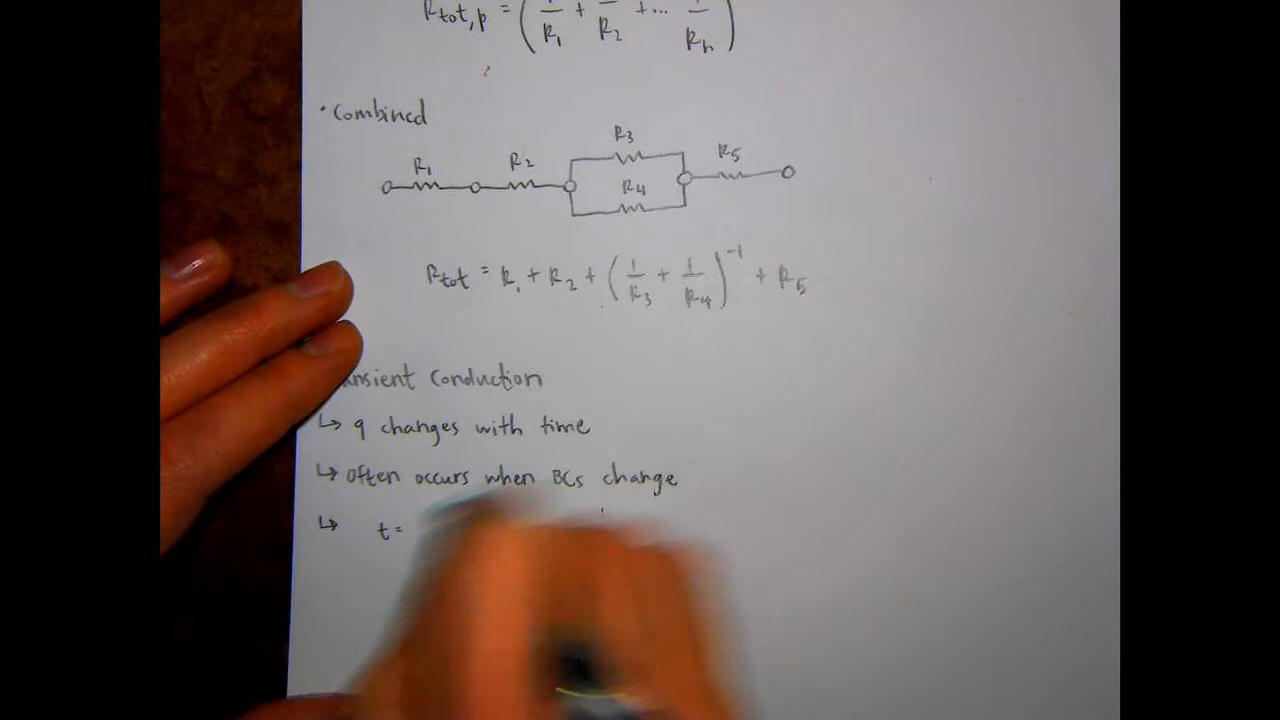 Rtot,p = ( 1/R1 + 1/R2 + ... 1/Rn )
• Combined
R1 R2 R3 R4 R5
Rtot = R1 + R2 + ( 1/R3 + 1/R4 )^-1 + R5
ansient Conduction
↳ q changes with time
↳ Often occurs when BCs change
↳ t =